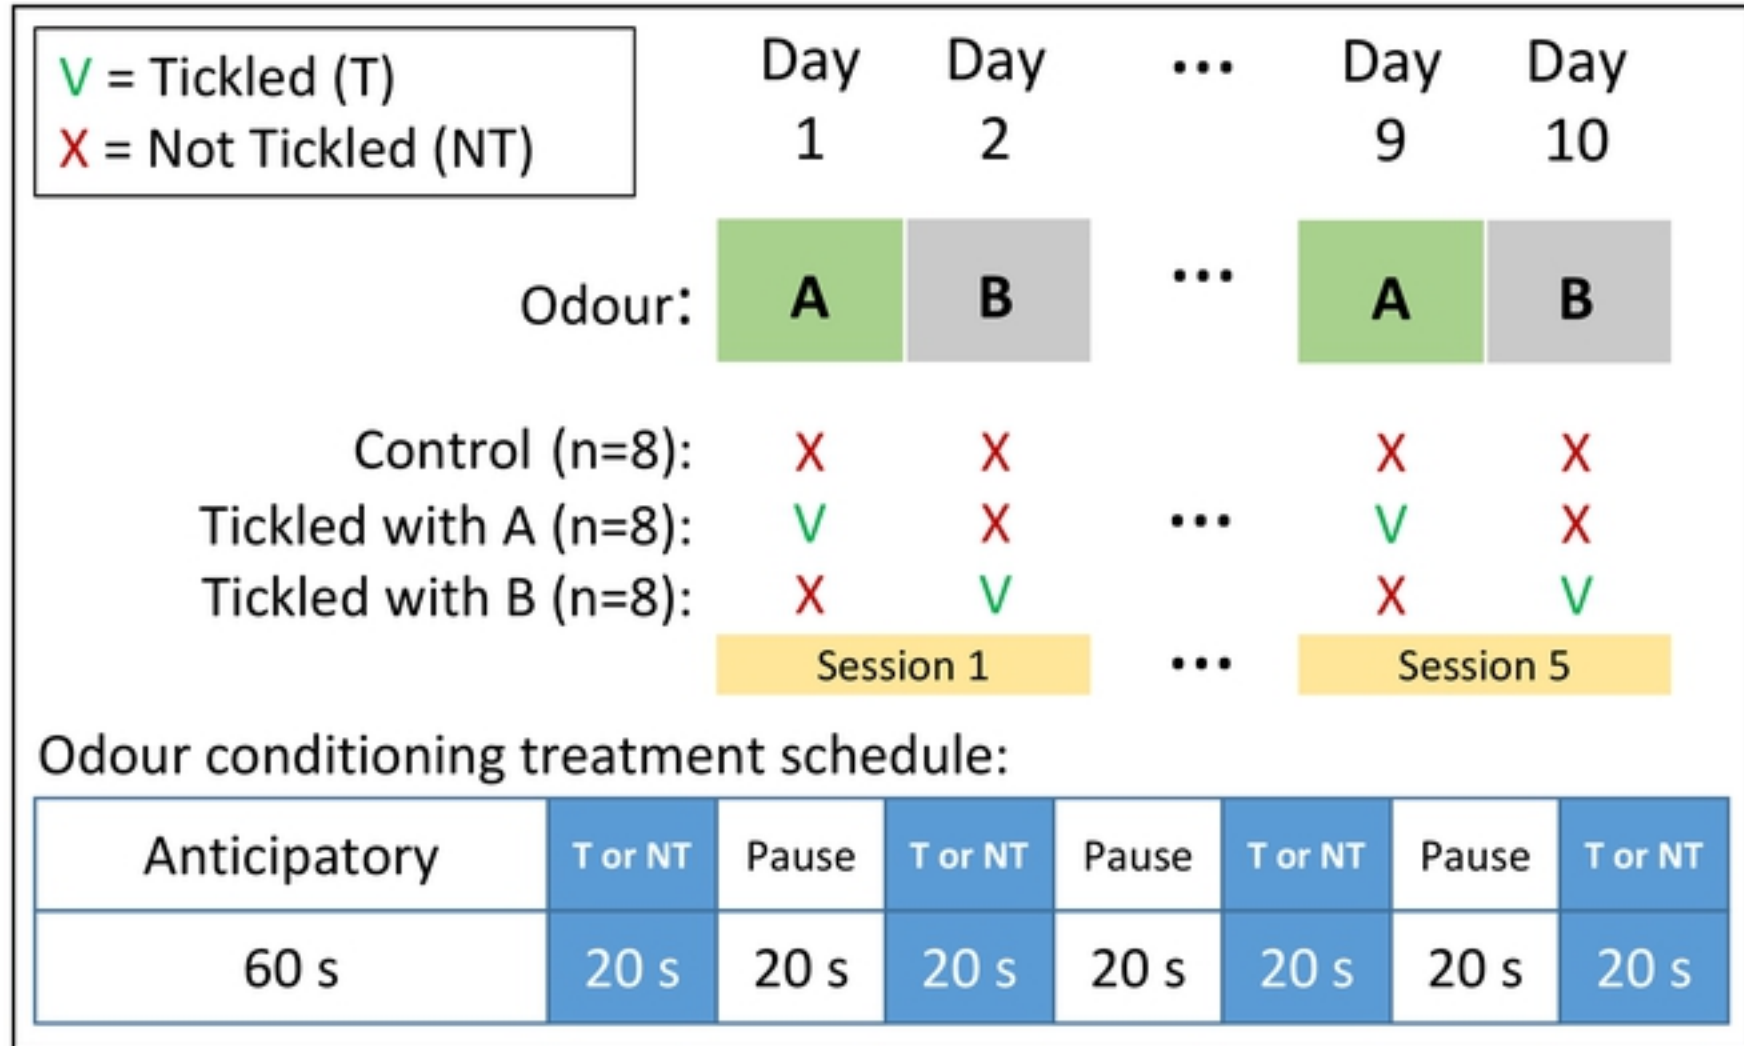 V = Tickled (T)
X = Not Tickled (NT)
Day Day ... Day Day
1 2 9 10
Odour: A B ... A B
Control (n=8): X X X X
Tickled with A (n=8): V X ... V X
Tickled with B (n=8): X V X V
Session 1 ... Session 5
Odour conditioning treatment schedule:
Anticipatory T or NT Pause T or NT Pause T or NT Pause T or NT
60 s 20 s 20 s 20 s 20 s 20 s 20 s 20 s